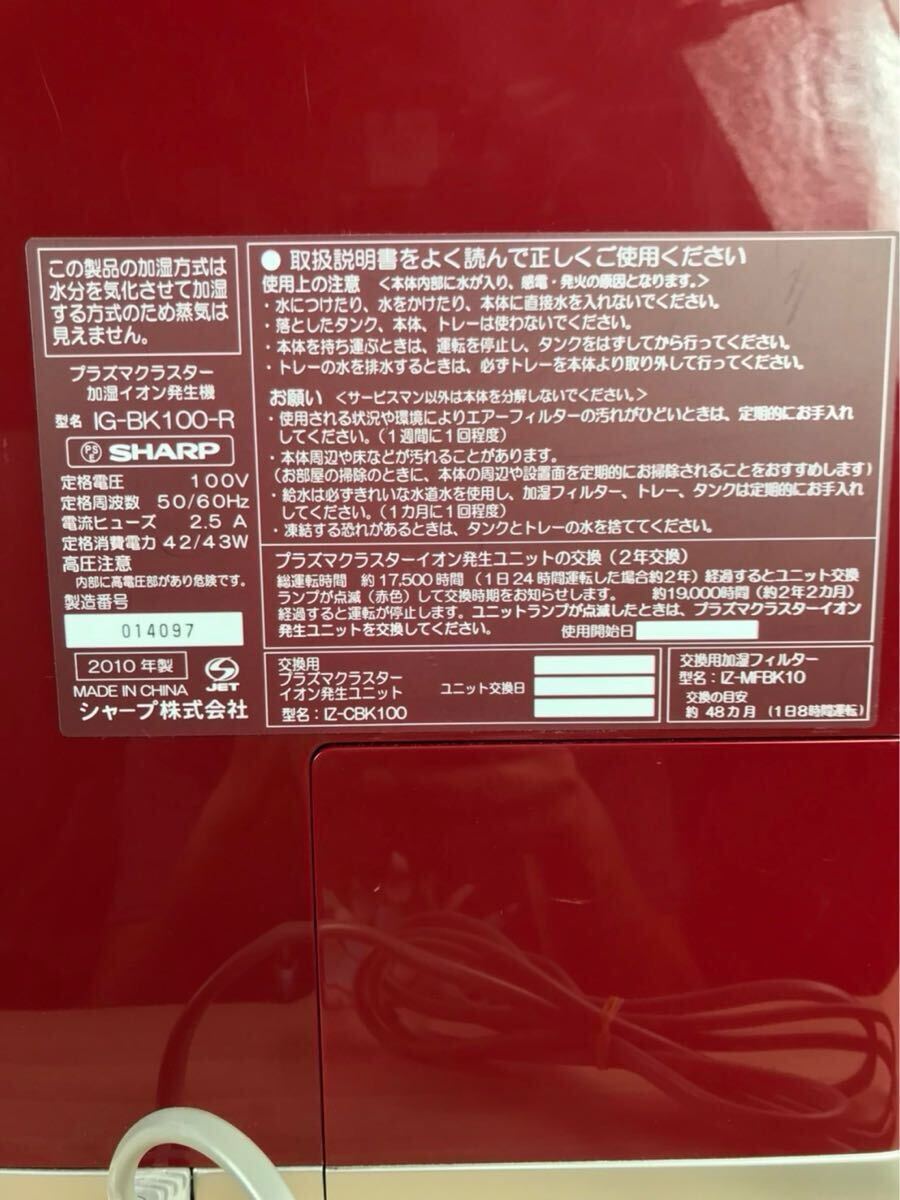 この製品の加湿方式は
水分を気化させて加湿
する方式のため蒸気は
見えません。
プラズマクラスター
加湿イオン発生機
型名 IG-BK100-R
PS
E
SHARP
定格電圧 100V
定格周波数 50/60Hz
電流ヒューズ 2.5 A
定格消費電力 42/43W
高圧注意
内部に高電圧部があり危険です。
製造番号
014097
2010 年製
JET
MADE IN CHINA
シャープ株式会社
● 取扱説明書をよく読んで正しくご使用ください
使用上の注意 <本体内部に水が入り、感電・発火の原因となります。>
・水につけたり、水をかけたり、本体に直接水を入れないでください。
・落としたタンク、本体、トレーは使わないでください。
・本体を持ち運ぶときは、運転を停止し、タンクをはずしてから行ってください。
・トレーの水を排水するときは、必ずトレーを本体より取り外して行ってください。
お願い <サービスマン以外は本体を分解しないでください。>
・使用される状況や環境によりエアーフィルターの汚れがひどいときは、定期的にお手入れ
してください。(1週間に1回程度)
・本体周辺や床などが汚れることがあります。
(お部屋の掃除のときに、本体の周辺や設置面を定期的にお掃除されることをおすすめします)
・給水は必ずきれいな水道水を使用し、加湿フィルター、トレー、タンクは定期的にお手入れ
してください。(1カ月に1回程度)
・凍結する恐れがあるときは、タンクとトレーの水を捨ててください。
プラズマクラスターイオン発生ユニットの交換(2年交換)
総運転時間 約17,500時間(1日24時間運転した場合約2年)経過するとユニット交換
ランプが点滅(赤色)して交換時期をお知らせします。 約19,000時間(約2年2カ月)
経過すると運転が停止します。ユニットランプが点滅したときは、プラズマクラスターイオン
発生ユニットを交換してください。
使用開始日
交換用
プラズマクラスター
イオン発生ユニット
型名:IZ-CBK100
ユニット交換日
交換用加湿フィルター
型名:IZ-MFBK10
交換の目安
約 48カ月 (1日8時間運転)